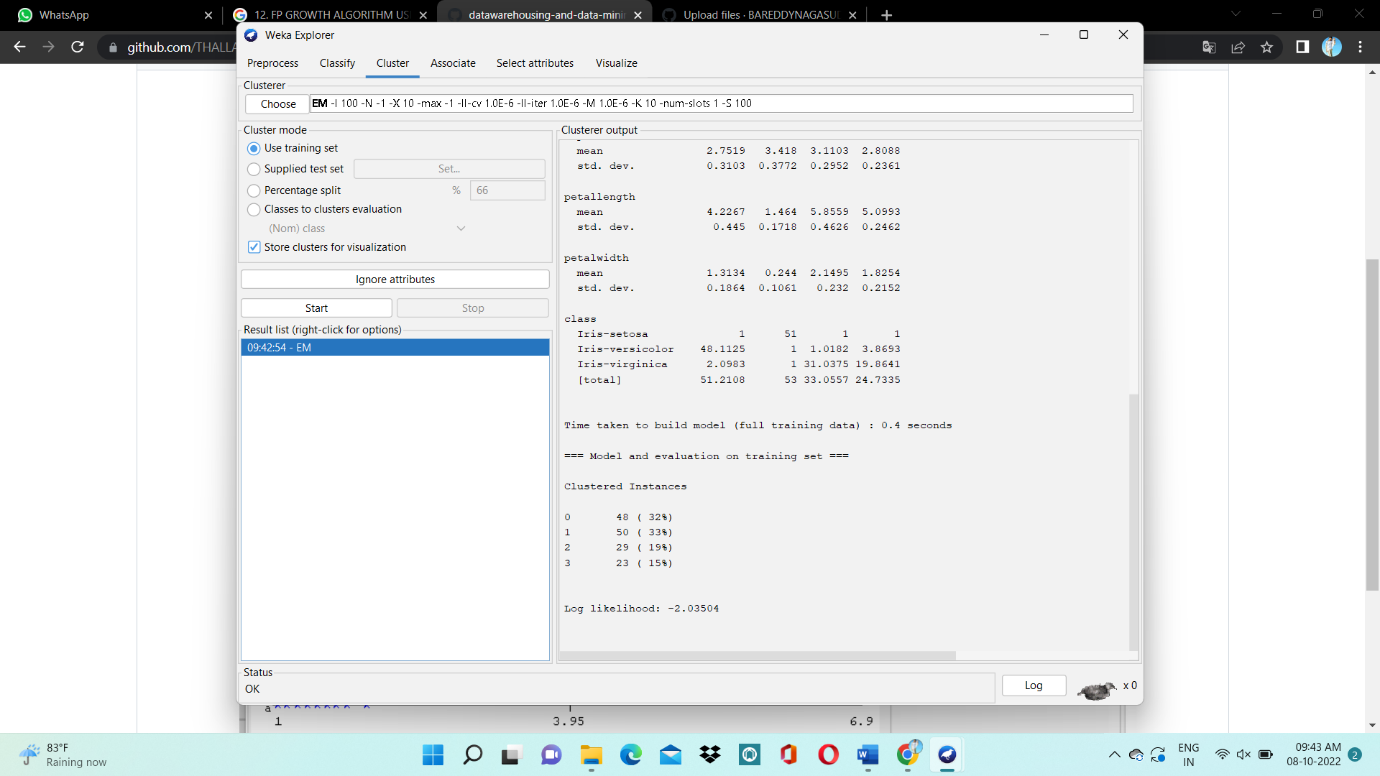 WhatsApp
12. FP GROWTH ALGORITHM US
datawarehousing-and-data-mini
Upload files · BAREDDYNAGASUI
github.com/THALLA
Weka Explorer
Preprocess Classify Cluster Associate Select attributes Visualize
Clusterer
Choose EM -I 100 -N -1 -X 10 -max -1 -ll-cv 1.0E-6 -ll-iter 1.0E-6 -M 1.0E-6 -K 10 -num-slots 1 -S 100
Cluster mode
Use training set
Supplied test set Set...
Percentage split % 66
Classes to clusters evaluation
(Nom) class
Store clusters for visualization
Ignore attributes
Start Stop
Result list (right-click for options)
09:42:54 - EM
Clusterer output
mean 2.7519 3.418 3.1103 2.8088
std. dev. 0.3103 0.3772 0.2952 0.2361
petallength
mean 4.2267 1.464 5.8559 5.0993
std. dev. 0.445 0.1718 0.4626 0.2462
petalwidth
mean 1.3134 0.244 2.1495 1.8254
std. dev. 0.1864 0.1061 0.232 0.2152
class
Iris-setosa 1 51 1 1
Iris-versicolor 48.1125 1 1.0182 3.8693
Iris-virginica 2.0983 1 31.0375 19.8641
[total] 51.2108 53 33.0557 24.7335
Time taken to build model (full training data) : 0.4 seconds
=== Model and evaluation on training set ===
Clustered Instances
0 48 ( 32%)
1 50 ( 33%)
2 29 ( 19%)
3 23 ( 15%)
Log likelihood: -2.03504
Status
OK
Log x 0
a
1 3.95 6.9
83°F
Raining now
ENG
IN
09:43 AM
08-10-2022
2